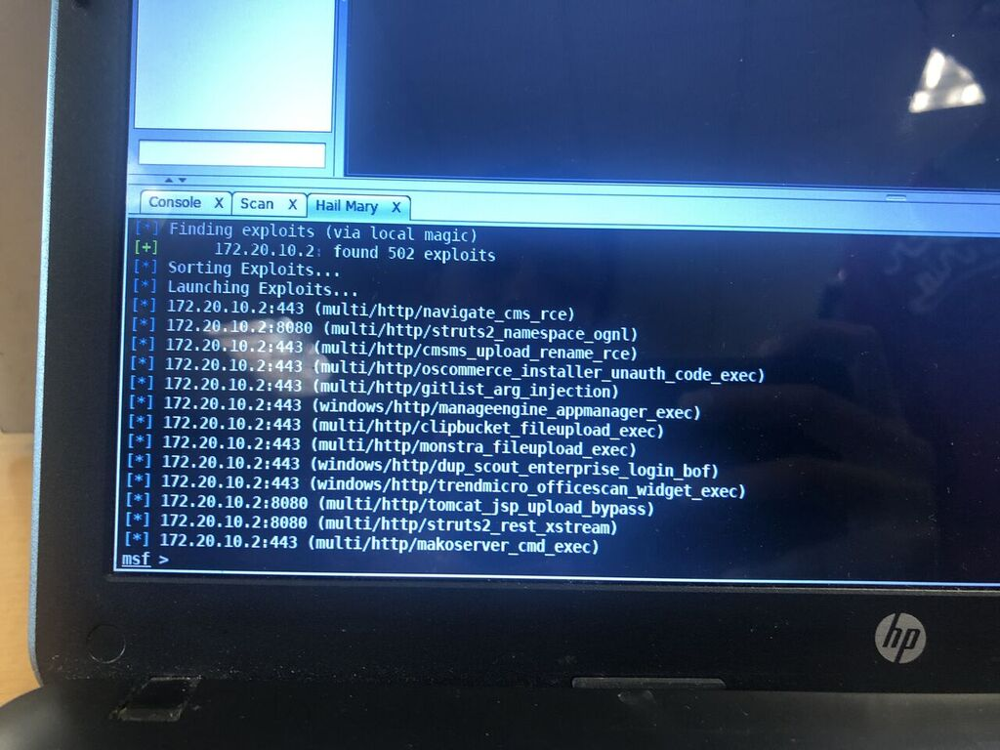 Console X Scan X Hail Mary X
[*] Finding exploits (via local magic)
[+] 172.20.10.2: found 502 exploits
[*] Sorting Exploits...
[*] Launching Exploits...
[*] 172.20.10.2:443 (multi/http/navigate_cms_rce)
[*] 172.20.10.2:8080 (multi/http/struts2_namespace_ognl)
[*] 172.20.10.2:443 (multi/http/cmsms_upload_rename_rce)
[*] 172.20.10.2:443 (multi/http/oscommerce_installer_unauth_code_exec)
[*] 172.20.10.2:443 (multi/http/gitlist_arg_injection)
[*] 172.20.10.2:443 (windows/http/manageengine_appmanager_exec)
[*] 172.20.10.2:443 (multi/http/clipbucket_fileupload_exec)
[*] 172.20.10.2:443 (multi/http/monstra_fileupload_exec)
[*] 172.20.10.2:443 (windows/http/dup_scout_enterprise_login_bof)
[*] 172.20.10.2:443 (windows/http/trendmicro_officescan_widget_exec)
[*] 172.20.10.2:8080 (multi/http/tomcat_jsp_upload_bypass)
[*] 172.20.10.2:8080 (multi/http/struts2_rest_xstream)
[*] 172.20.10.2:443 (multi/http/makoserver_cmd_exec)
msf >
hp